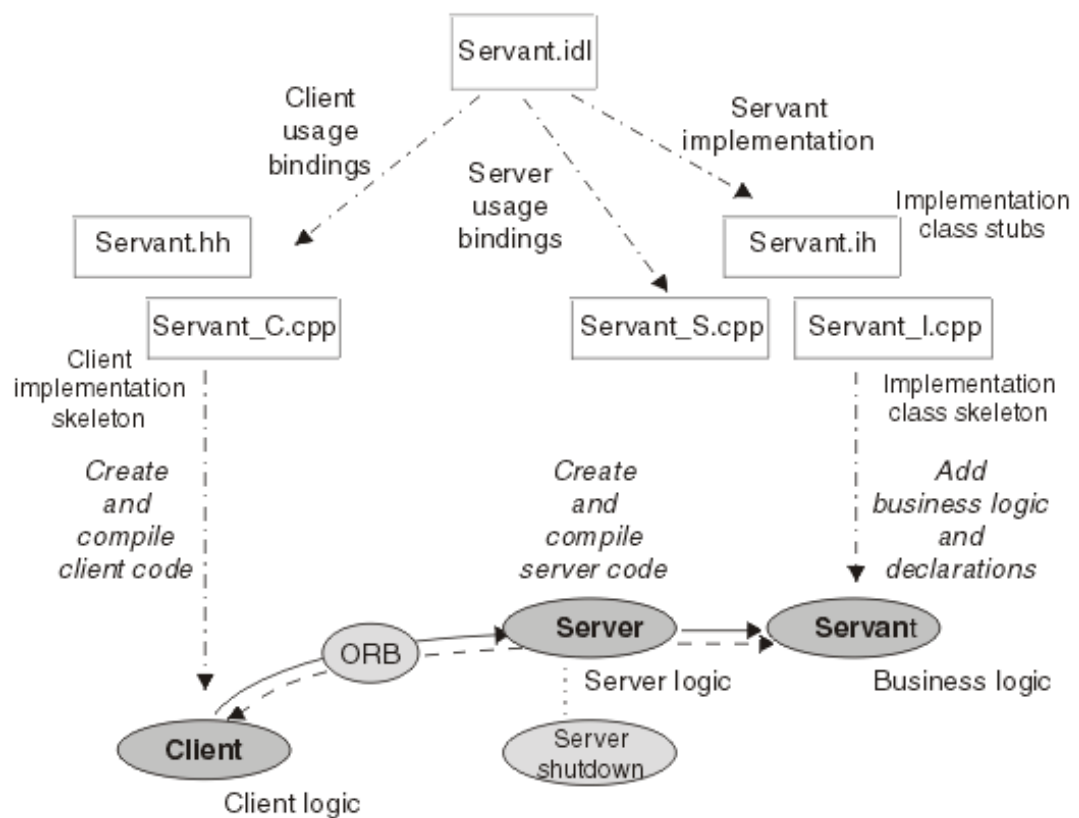 Servant.idl
Client
usage
bindings
Servant
implementation
Server
usage
bindings
Implementation
class stubs
Servant.hh
Servant.ih
Servant_C.cpp
Servant_S.cpp
Servant_I.cpp
Client
implementation
skeleton
Implementation
class skeleton
Create
and
compile
client code
Create
and
compile
server code
Add
business logic
and
declarations
ORB
Server
Servant
Server logic
Business logic
Client
Server
shutdown
Client logic